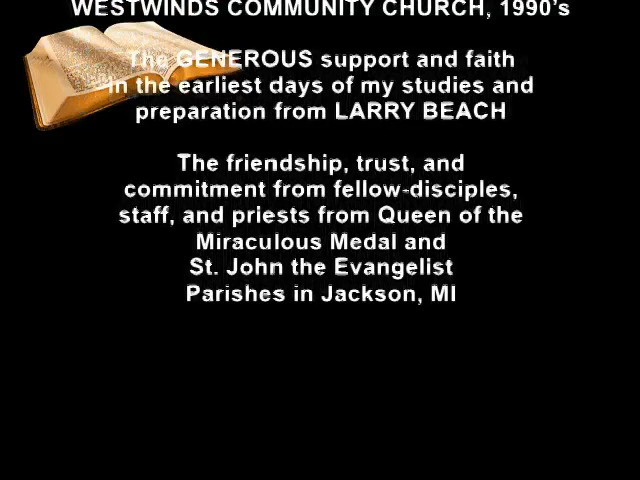 WESTWINDS COMMUNITY CHURCH, 1990's
The GENEROUS support and faith
in the earliest days of my studies and
preparation from LARRY BEACH
The friendship, trust, and
commitment from fellow-disciples,
staff, and priests from Queen of the
Miraculous Medal and
St. John the Evangelist
Parishes in Jackson, MI